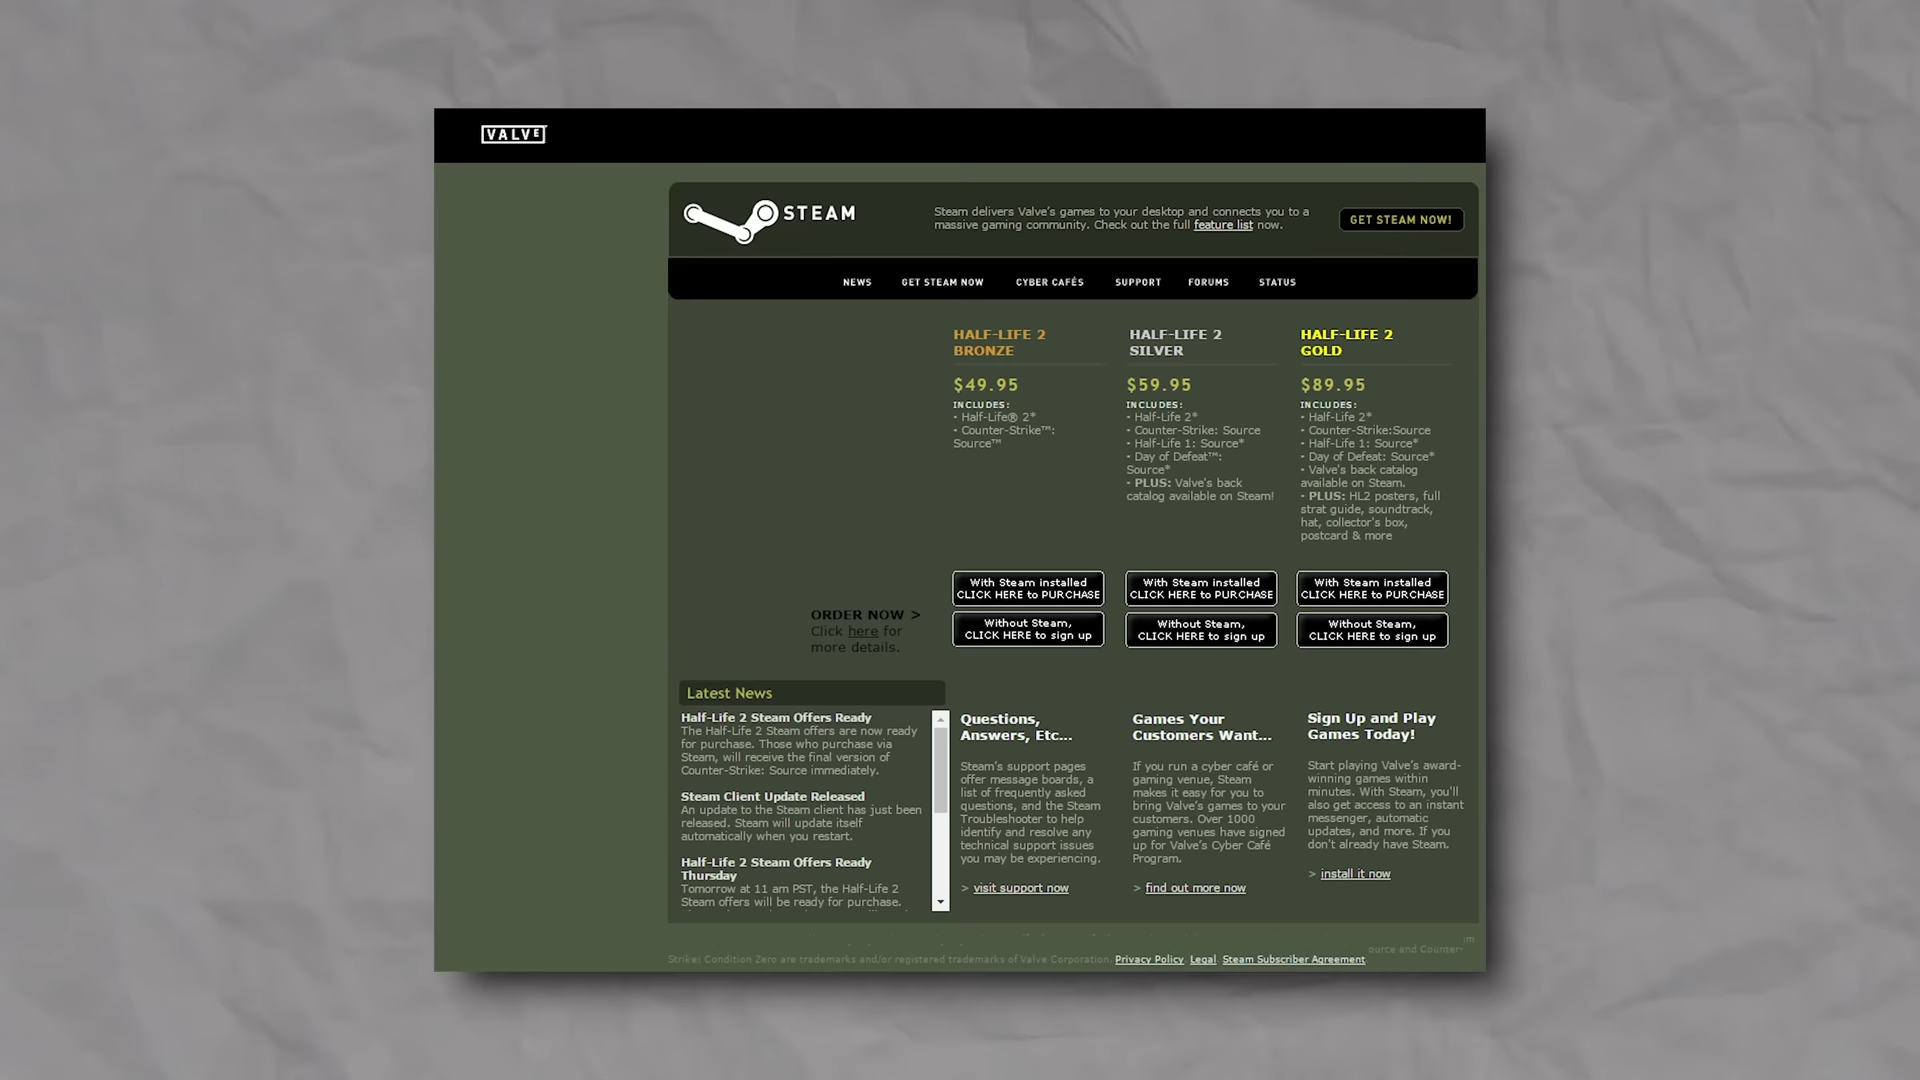 VALVE
STEAM
Steam delivers Valve's games to your desktop and connects you to a
massive gaming community. Check out the full feature list now.
GET STEAM NOW!
NEWS
GET STEAM NOW
CYBER CAFÉS
SUPPORT
FORUMS
STATUS
HALF-LIFE 2
BRONZE
$49.95
INCLUDES:
• Half-Life® 2*
• Counter-Strike™:
Source™
With Steam installed
CLICK HERE to PURCHASE
Without Steam,
CLICK HERE to sign up
HALF-LIFE 2
SILVER
$59.95
INCLUDES:
• Half-Life 2*
• Counter-Strike: Source
• Half-Life 1: Source*
• Day of Defeat™:
Source*
• PLUS: Valve's back
catalog available on Steam!
With Steam installed
CLICK HERE to PURCHASE
Without Steam,
CLICK HERE to sign up
HALF-LIFE 2
GOLD
$89.95
INCLUDES:
• Half-Life 2*
• Counter-Strike:Source
• Half-Life 1: Source*
• Day of Defeat: Source*
• Valve's back catalog
available on Steam.
• PLUS: HL2 posters, full
strat guide, soundtrack,
hat, collector's box,
postcard & more
With Steam installed
CLICK HERE to PURCHASE
Without Steam,
CLICK HERE to sign up
ORDER NOW >
Click here for
more details.
Latest News
Half-Life 2 Steam Offers Ready
The Half-Life 2 Steam offers are now ready
for purchase. Those who purchase via
Steam, will receive the final version of
Counter-Strike: Source immediately.
Steam Client Update Released
An update to the Steam client has just been
released. Steam will update itself
automatically when you restart.
Half-Life 2 Steam Offers Ready
Thursday
Tomorrow at 11 am PST, the Half-Life 2
Steam offers will be ready for purchase.
Questions,
Answers, Etc...
Steam's support pages
offer message boards, a
list of frequently asked
questions, and the Steam
Troubleshooter to help
identify and resolve any
technical support issues
you may be experiencing.
> visit support now
Games Your
Customers Want...
If you run a cyber café or
gaming venue, Steam
makes it easy for you to
bring Valve's games to your
customers. Over 1000
gaming venues have signed
up for Valve's Cyber Café
Program.
> find out more now
Sign Up and Play
Games Today!
Start playing Valve's award-
winning games within
minutes. With Steam, you'll
also get access to an instant
messenger, automatic
updates, and more. If you
don't already have Steam.
> install it now
ource and Counter-
Strike: Condition Zero are trademarks and/or registered trademarks of Valve Corporation. Privacy Policy. Legal. Steam Subscriber Agreement.